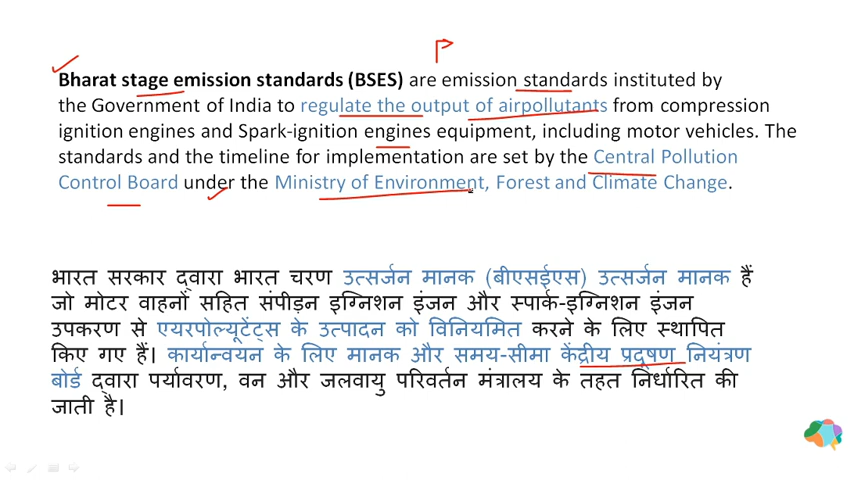 P
Bharat stage emission standards (BSES) are emission standards instituted by
the Government of India to regulate the output of airpollutants from compression
ignition engines and Spark-ignition engines equipment, including motor vehicles. The
standards and the timeline for implementation are set by the Central Pollution
Control Board under the Ministry of Environment, Forest and Climate Change.
भारत सरकार द्वारा भारत चरण उत्सर्जन मानक (बीएसईएस) उत्सर्जन मानक हैं
जो मोटर वाहनों सहित संपीड़न इग्निशन इंजन और स्पार्क-इग्निशन इंजन
उपकरण से एयरपोल्यूटेंट्स के उत्पादन को विनियमित करने के लिए स्थापित
किए गए हैं। कार्यान्वयन के लिए मानक और समय-सीमा केंद्रीय प्रदूषण नियंत्रण
बोर्ड द्वारा पर्यावरण, वन और जलवायु परिवर्तन मंत्रालय के तहत निर्धारित की
जाती है।